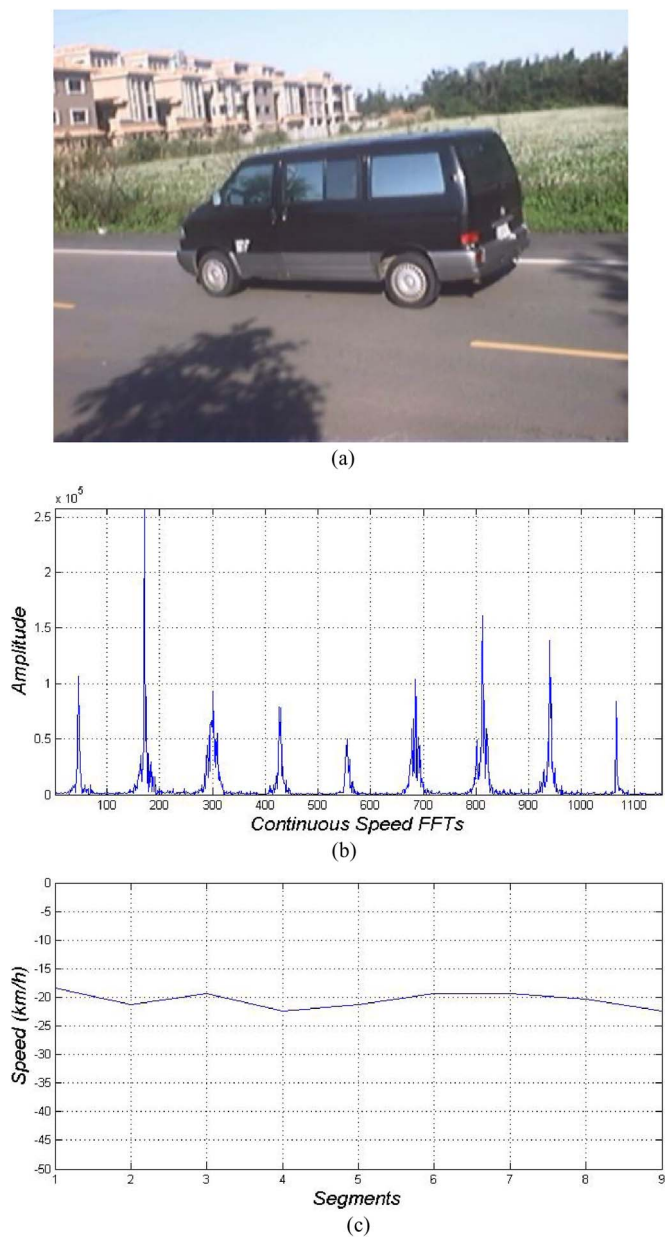 (a)
x 10⁵
2.5
2
1.5
1
0.5
0
Amplitude
100 200 300 400 500 600 700 800 900 1000 1100
Continuous Speed FFTs
(b)
0
-5
-10
-15
-20
-25
-30
-35
-40
-45
-50
Speed (km/h)
1 2 3 4 5 6 7 8 9
Segments
(c)